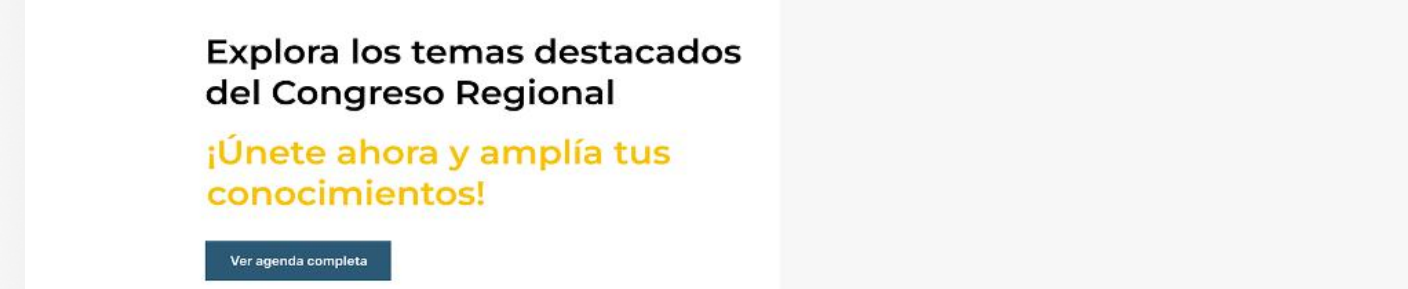 Explora los temas destacados
del Congreso Regional
¡Únete ahora y amplía tus
conocimientos!
Ver agenda completa